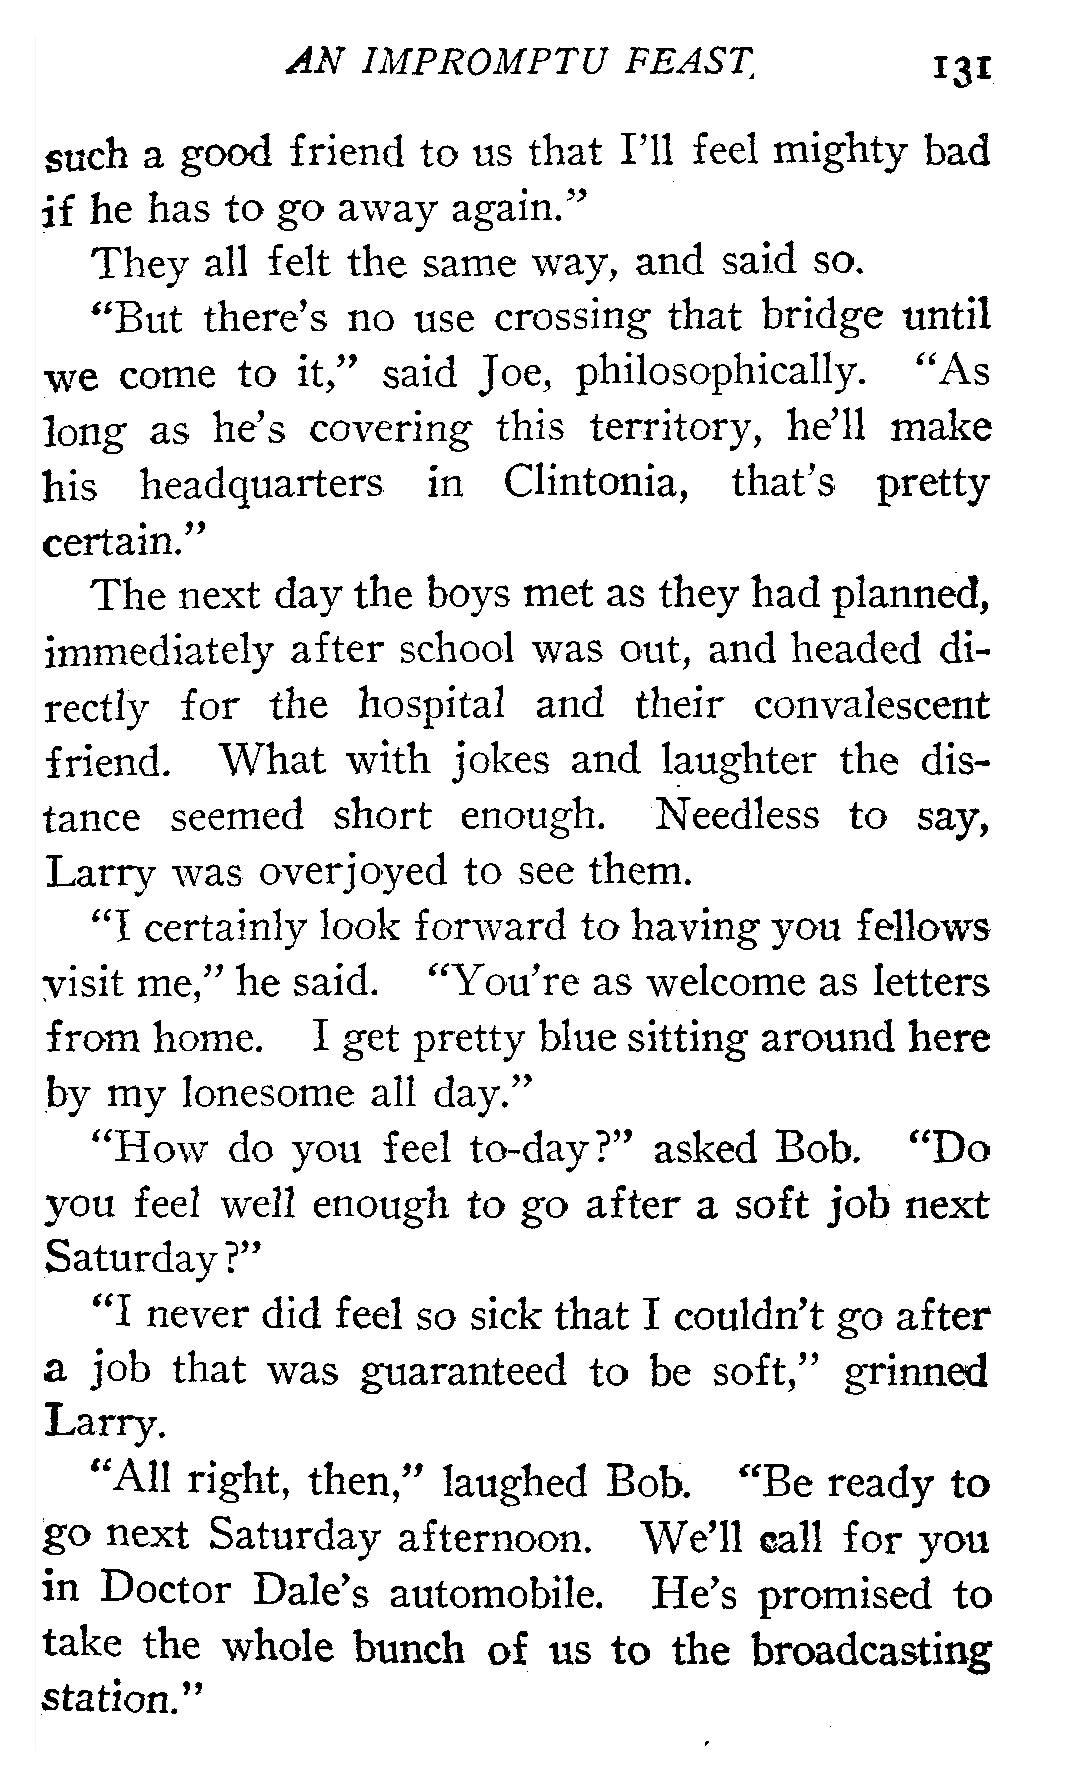 AN IMPROMPTU FEAST. 131
such a good friend to us that I'll feel mighty bad
if he has to go away again."
They all felt the same way, and said so.
"But there's no use crossing that bridge until
we come to it," said Joe, philosophically. "As
long as he's covering this territory, he'll make
his headquarters in Clintonia, that's pretty
certain."
The next day the boys met as they had planned,
immediately after school was out, and headed di-
rectly for the hospital and their convalescent
friend. What with jokes and laughter the dis-
tance seemed short enough. Needless to say,
Larry was overjoyed to see them.
"I certainly look forward to having you fellows
visit me," he said. "You're as welcome as letters
from home. I get pretty blue sitting around here
by my lonesome all day."
"How do you feel to-day?" asked Bob. "Do
you feel well enough to go after a soft job next
Saturday?"
"I never did feel so sick that I couldn't go after
a job that was guaranteed to be soft," grinned
Larry.
"All right, then," laughed Bob. "Be ready to
go next Saturday afternoon. We'll call for you
in Doctor Dale's automobile. He's promised to
take the whole bunch of us to the broadcasting
station."